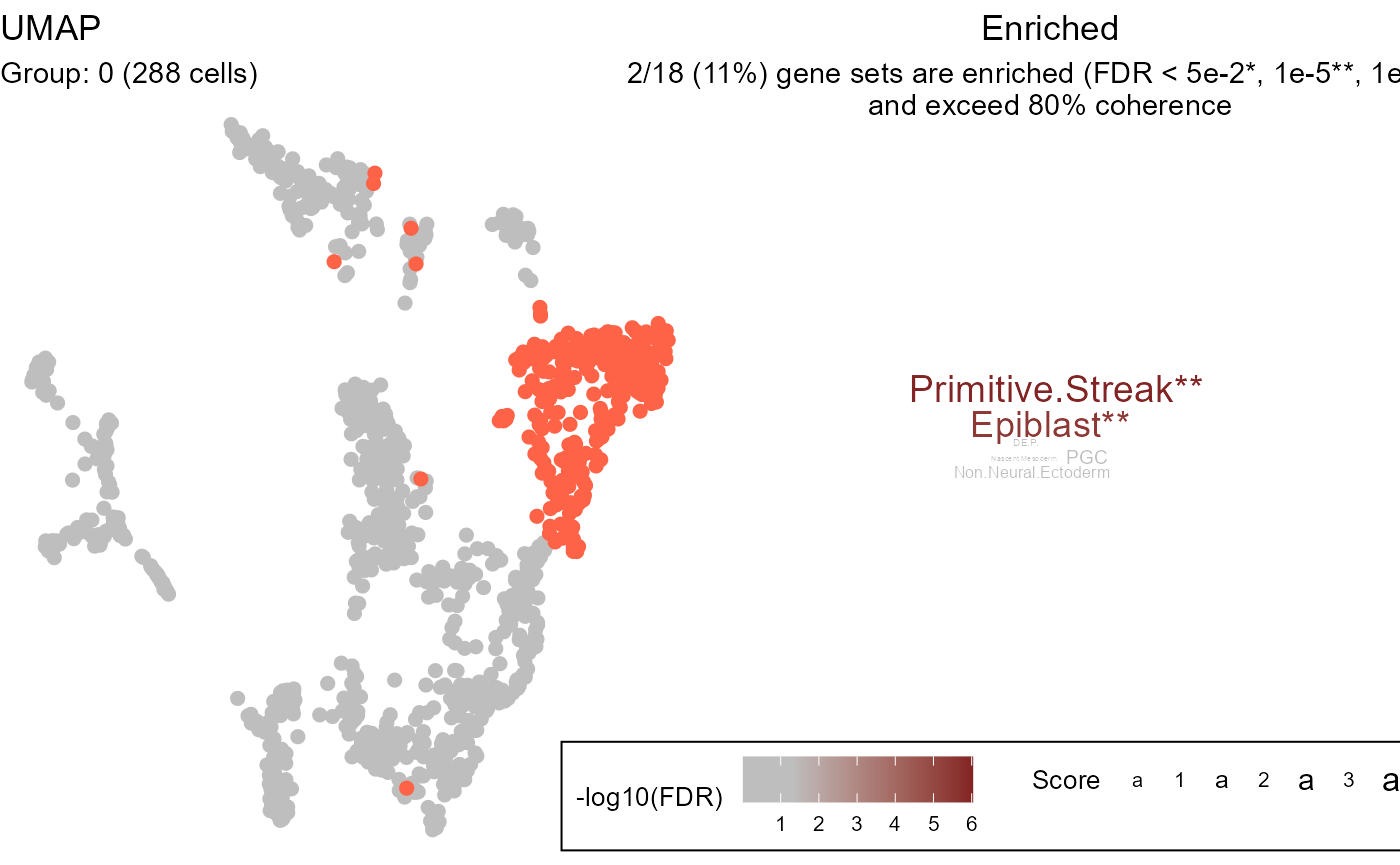 UMAP
Group: 0 (288 cells)
Enriched
2/18 (11%) gene sets are enriched (FDR < 5e-2*, 1e-5**, 1e
and exceed 80% coherence
Primitive.Streak**
Epiblast**
DE.P.
Nascent.Mesoderm PGC
Non.Neural.Ectoderm
-log10(FDR)
1 2 3 4 5 6
Score a 1 a 2 a 3 a